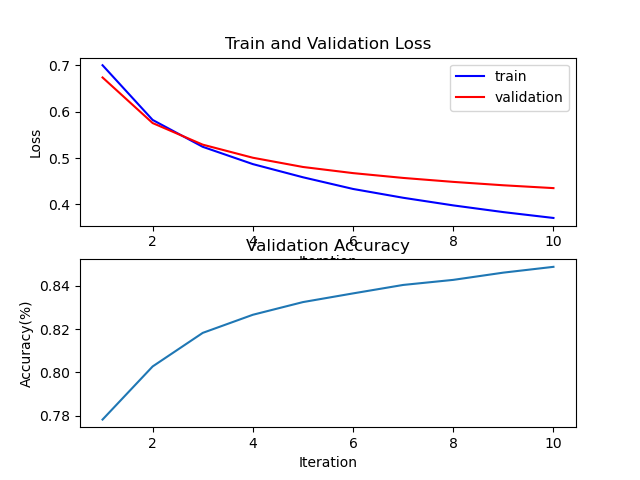 Train and Validation Loss
0.7
0.6
0.5
0.4
Loss
train
validation
2
4
6
8
10
Iteration
Validation Accuracy
0.84
0.82
0.80
0.78
Accuracy(%)
2
4
6
8
10
Iteration